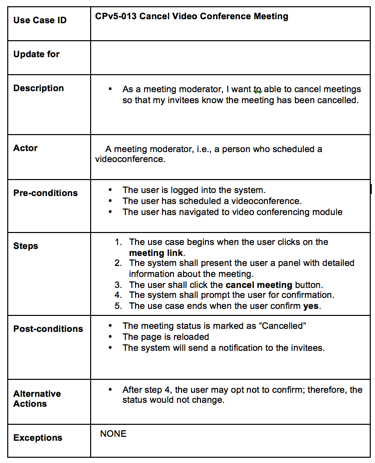 Use Case ID
CPv5-013 Cancel Video Conference Meeting
Update for
Description
• As a meeting moderator, I want to able to cancel meetings
so that my invitees know the meeting has been cancelled.
Actor
A meeting moderator, i.e., a person who scheduled a
videoconference.
Pre-conditions
• The user is logged into the system.
• The user has scheduled a videoconference.
• The user has navigated to video conferencing module
Steps
1. The use case begins when the user clicks on the
meeting link.
2. The system shall present the user a panel with detailed
information about the meeting.
3. The user shall click the cancel meeting button.
4. The system shall prompt the user for confirmation.
5. The use case ends when the user confirm yes.
Post-conditions
• The meeting status is marked as “Cancelled”
• The page is reloaded
• The system will send a notification to the invitees.
Alternative
Actions
• After step 4, the user may opt not to confirm; therefore, the
status would not change.
Exceptions
NONE